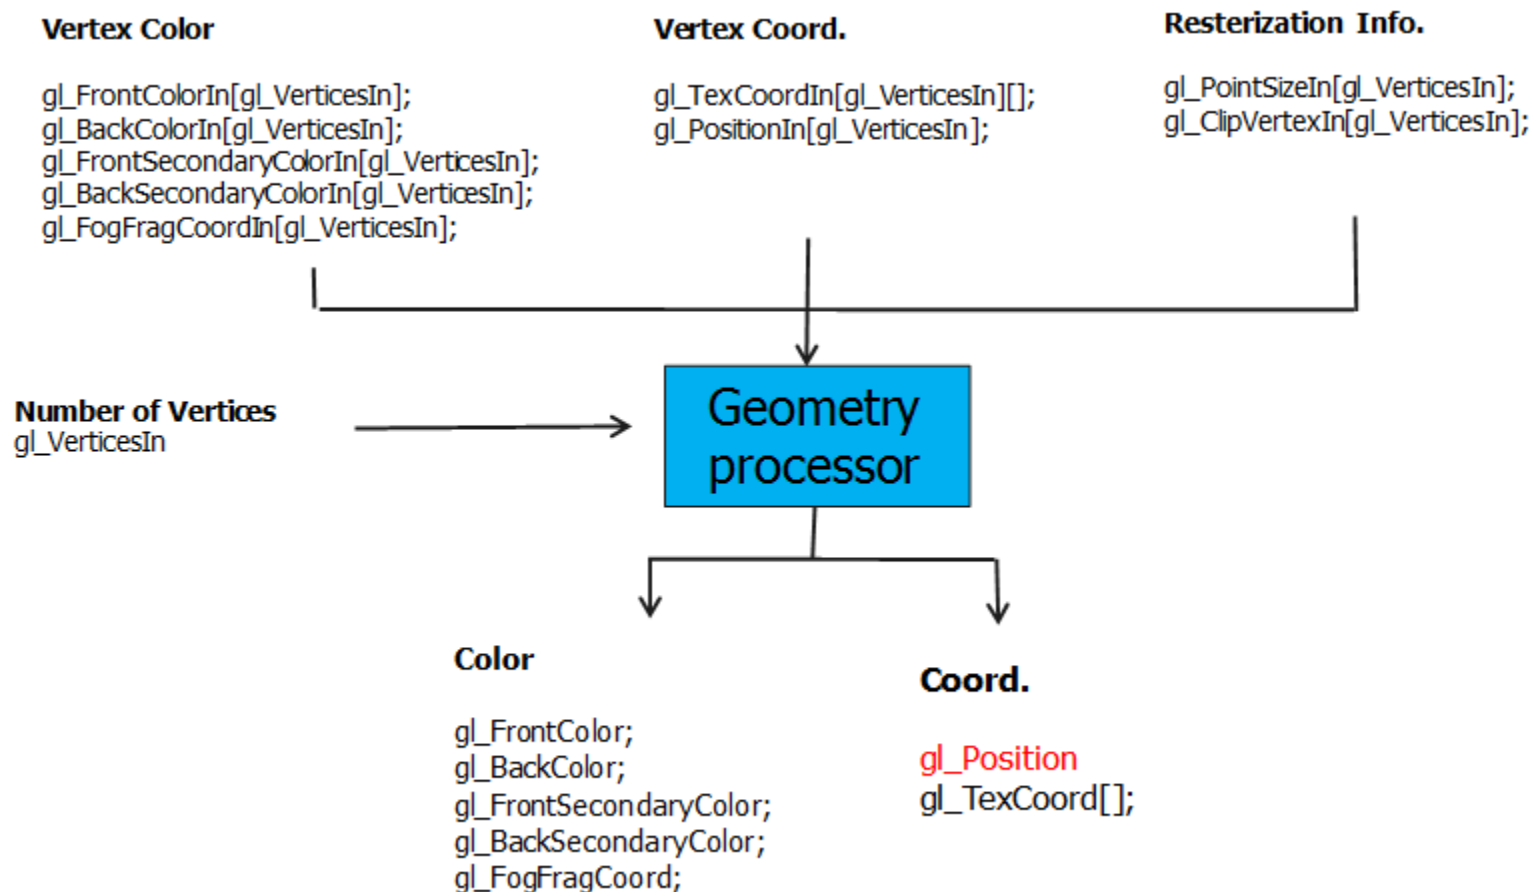 Vertex Color
gl_FrontColorIn[gl_VerticesIn];
gl_BackColorIn[gl_VerticesIn];
gl_FrontSecondaryColorIn[gl_VerticesIn];
gl_BackSecondaryColorIn[gl_VerticesIn];
gl_FogFragCoordIn[gl_VerticesIn];
Vertex Coord.
gl_TexCoordIn[gl_VerticesIn][];
gl_PositionIn[gl_VerticesIn];
Resterization Info.
gl_PointSizeIn[gl_VerticesIn];
gl_ClipVertexIn[gl_VerticesIn];
Number of Vertices
gl_VerticesIn
Geometry
processor
Color
gl_FrontColor;
gl_BackColor;
gl_FrontSecondaryColor;
gl_BackSecondaryColor;
gl_FogFragCoord;
Coord.
gl_Position
gl_TexCoord[];